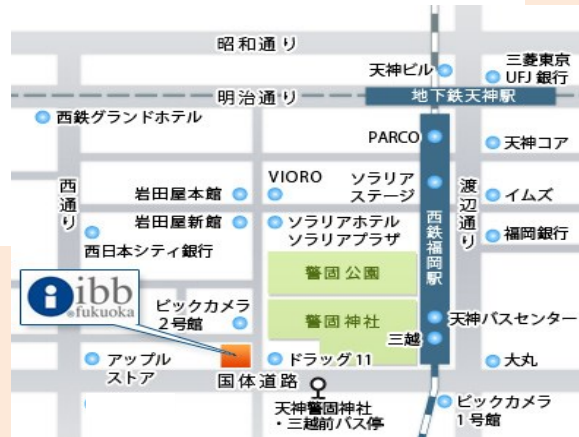 昭和通り
天神ビル
三菱東京
UFJ 銀行
明治通り
地下鉄天神駅
西鉄グランドホテル
PARCO
天神コア
西通り
岩田屋本館
VIORO
ソラリア
ステージ
渡辺通り
イムズ
岩田屋新館
ソラリアホテル
ソラリアプラザ
西鉄福岡駅
福岡銀行
西日本シティ銀行
警固公園
i ibb
fukuoka
ビックカメラ
2号館
警固神社
天神バスセンター
三越
アップル
ストア
ドラッグ11
大丸
国体道路
天神警固神社
・三越前バス停
ビックカメラ
1号館